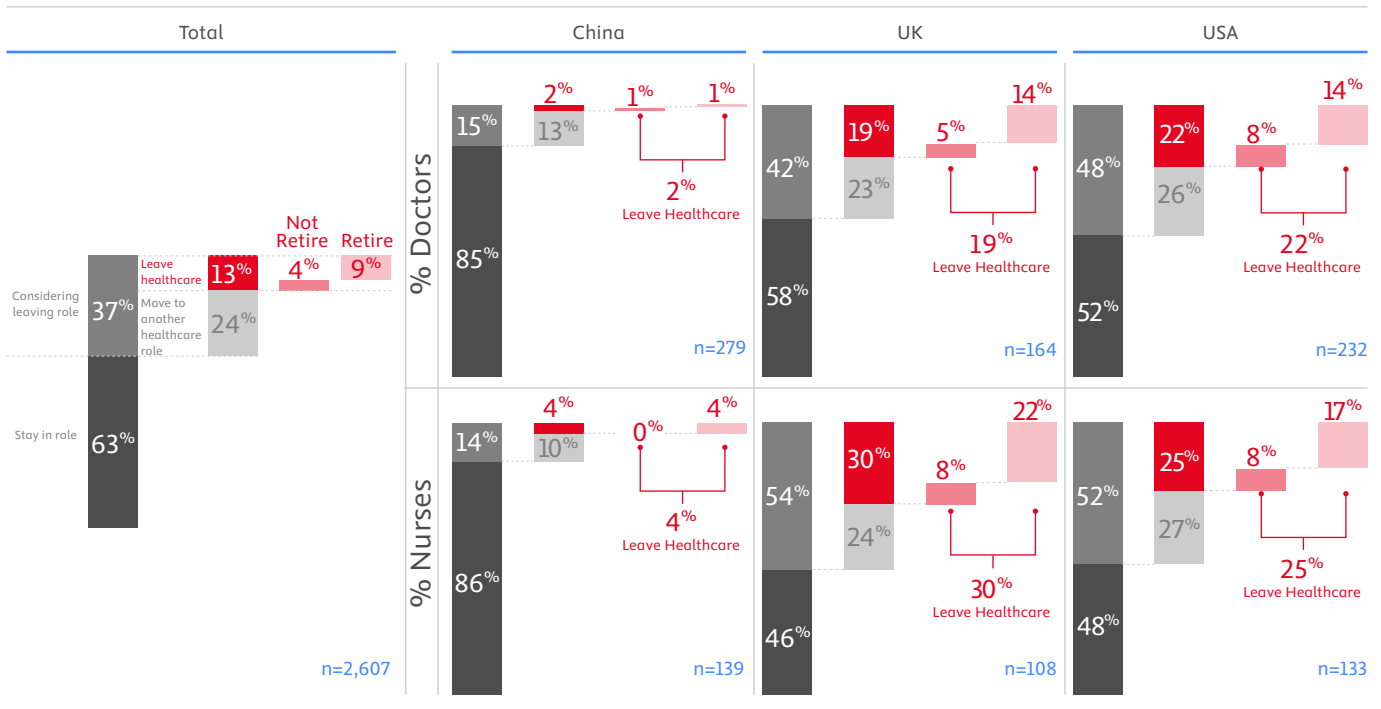 Total
China
UK
USA
Considering
leaving role
Stay in role
37%
63%
Leave
healthcare
Move to
another
healthcare
role
13%
24%
Not
Retire
4%
Retire
9%
n=2,607
% Doctors
15%
85%
2%
13%
1%
1%
2%
Leave Healthcare
n=279
42%
58%
19%
23%
5%
14%
19%
Leave Healthcare
n=164
48%
52%
22%
26%
8%
14%
22%
Leave Healthcare
n=232
% Nurses
14%
86%
4%
10%
0%
4%
4%
Leave Healthcare
n=139
54%
46%
30%
24%
8%
22%
30%
Leave Healthcare
n=108
52%
48%
25%
27%
8%
17%
25%
Leave Healthcare
n=133